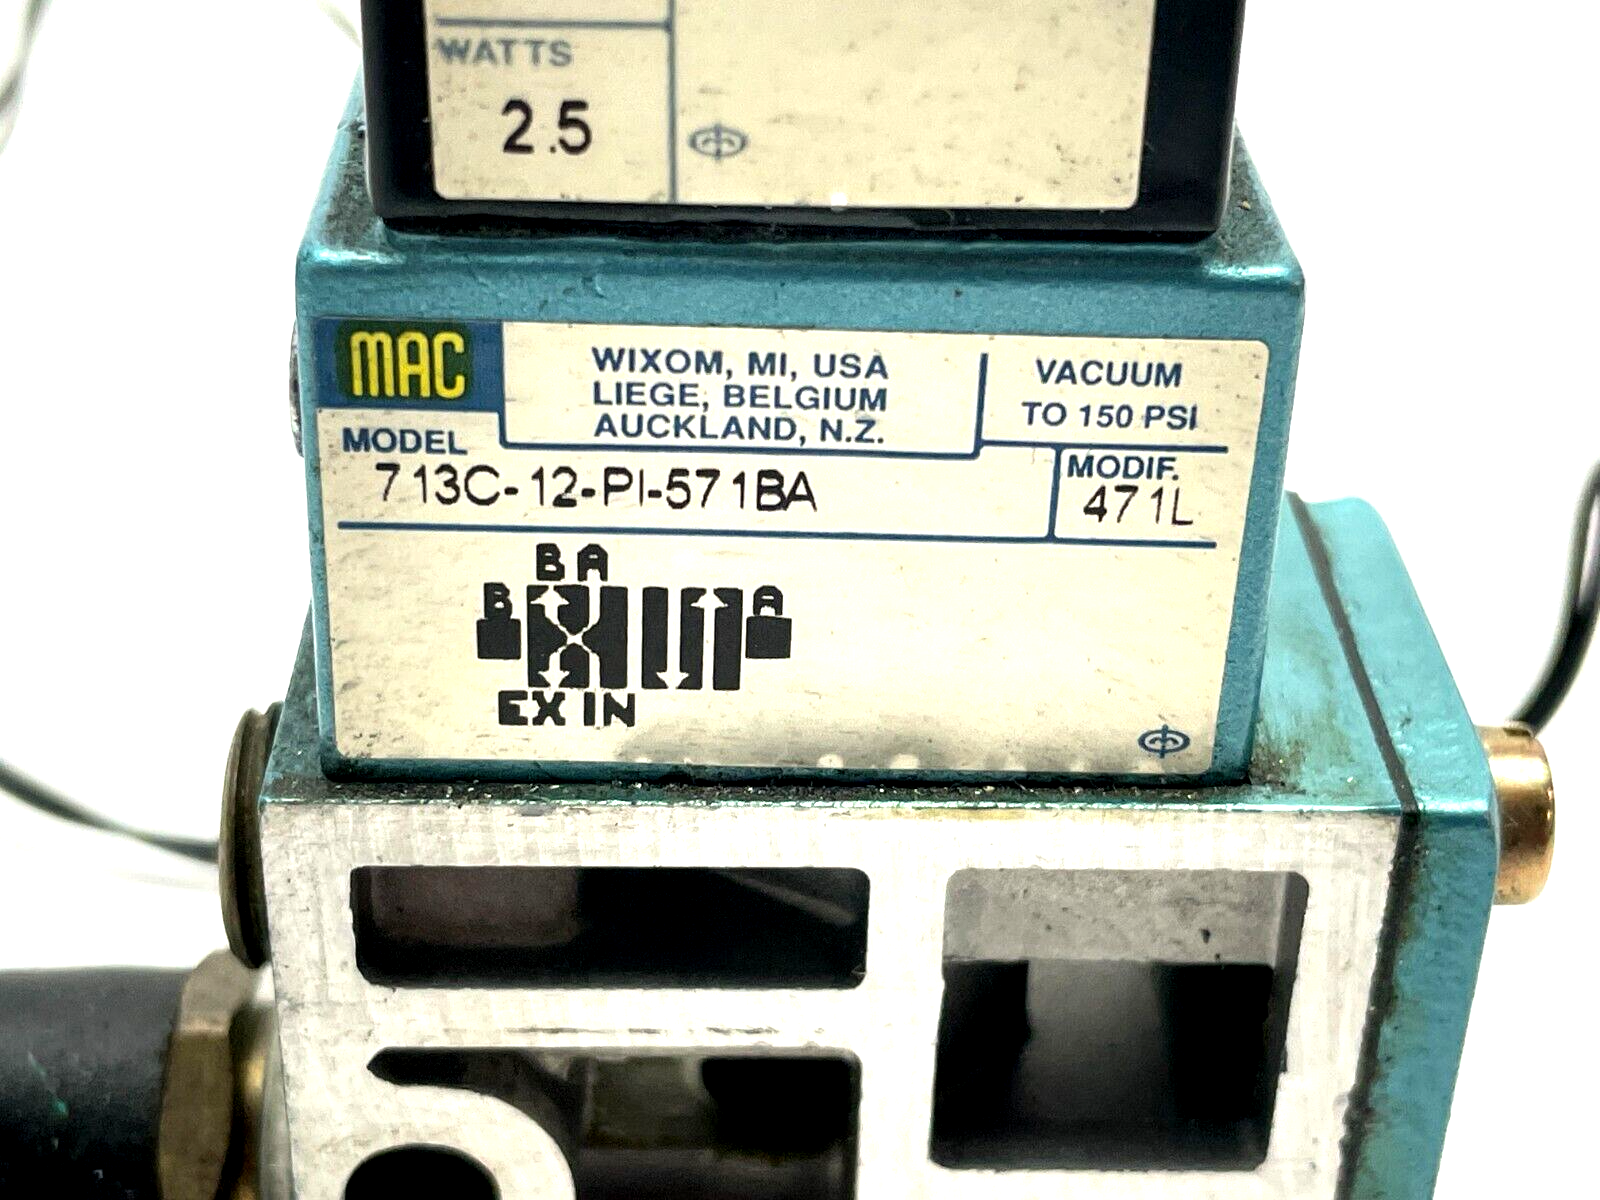 WATTS
2.5
MAC
WIXOM, MI, USA
LIEGE, BELGIUM
AUCKLAND, N.Z.
VACUUM
TO 150 PSI
MODEL
713C-12-PI-571BA
MODIF.
471L
B A
B
A
EX IN